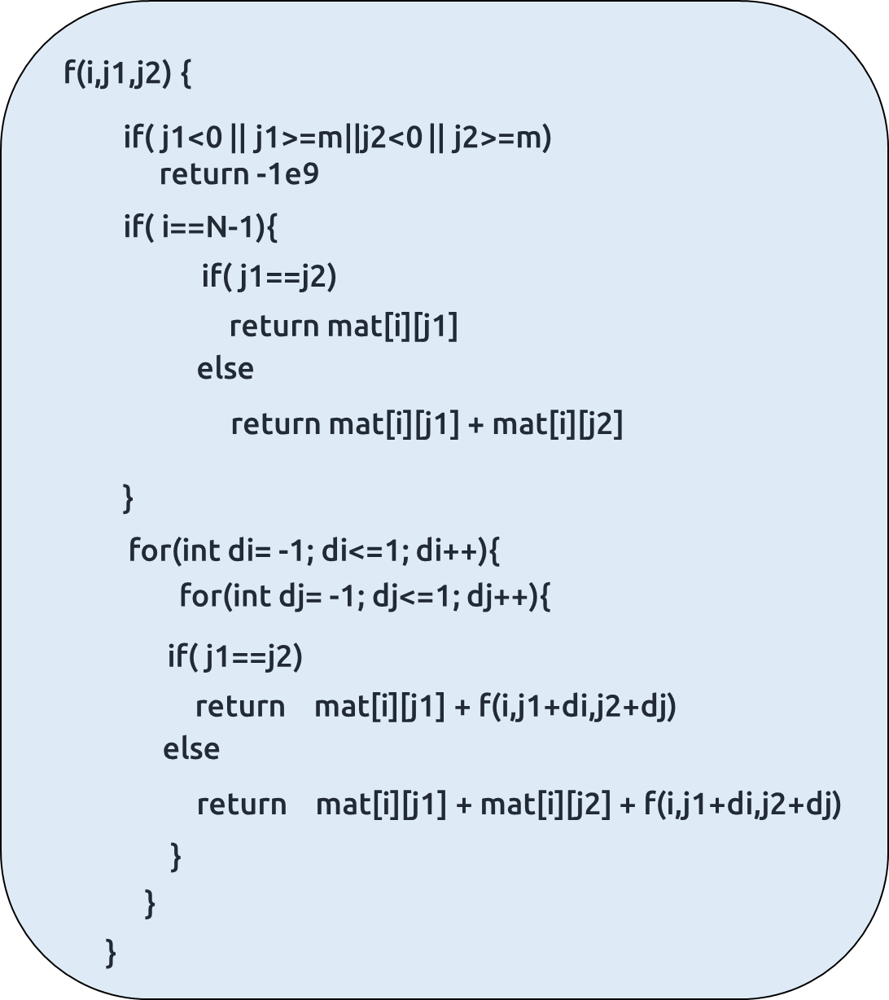 f(i,j1,j2) {
if( j1<0 || j1>=m||j2<0 || j2>=m)
return -1e9
if( i==N-1){
if( j1==j2)
return mat[i][j1]
else
return mat[i][j1] + mat[i][j2]
}
for(int di= -1; di<=1; di++){
for(int dj= -1; dj<=1; dj++){
if( j1==j2)
return mat[i][j1] + f(i,j1+di,j2+dj)
else
return mat[i][j1] + mat[i][j2] + f(i,j1+di,j2+dj)
}
}
}